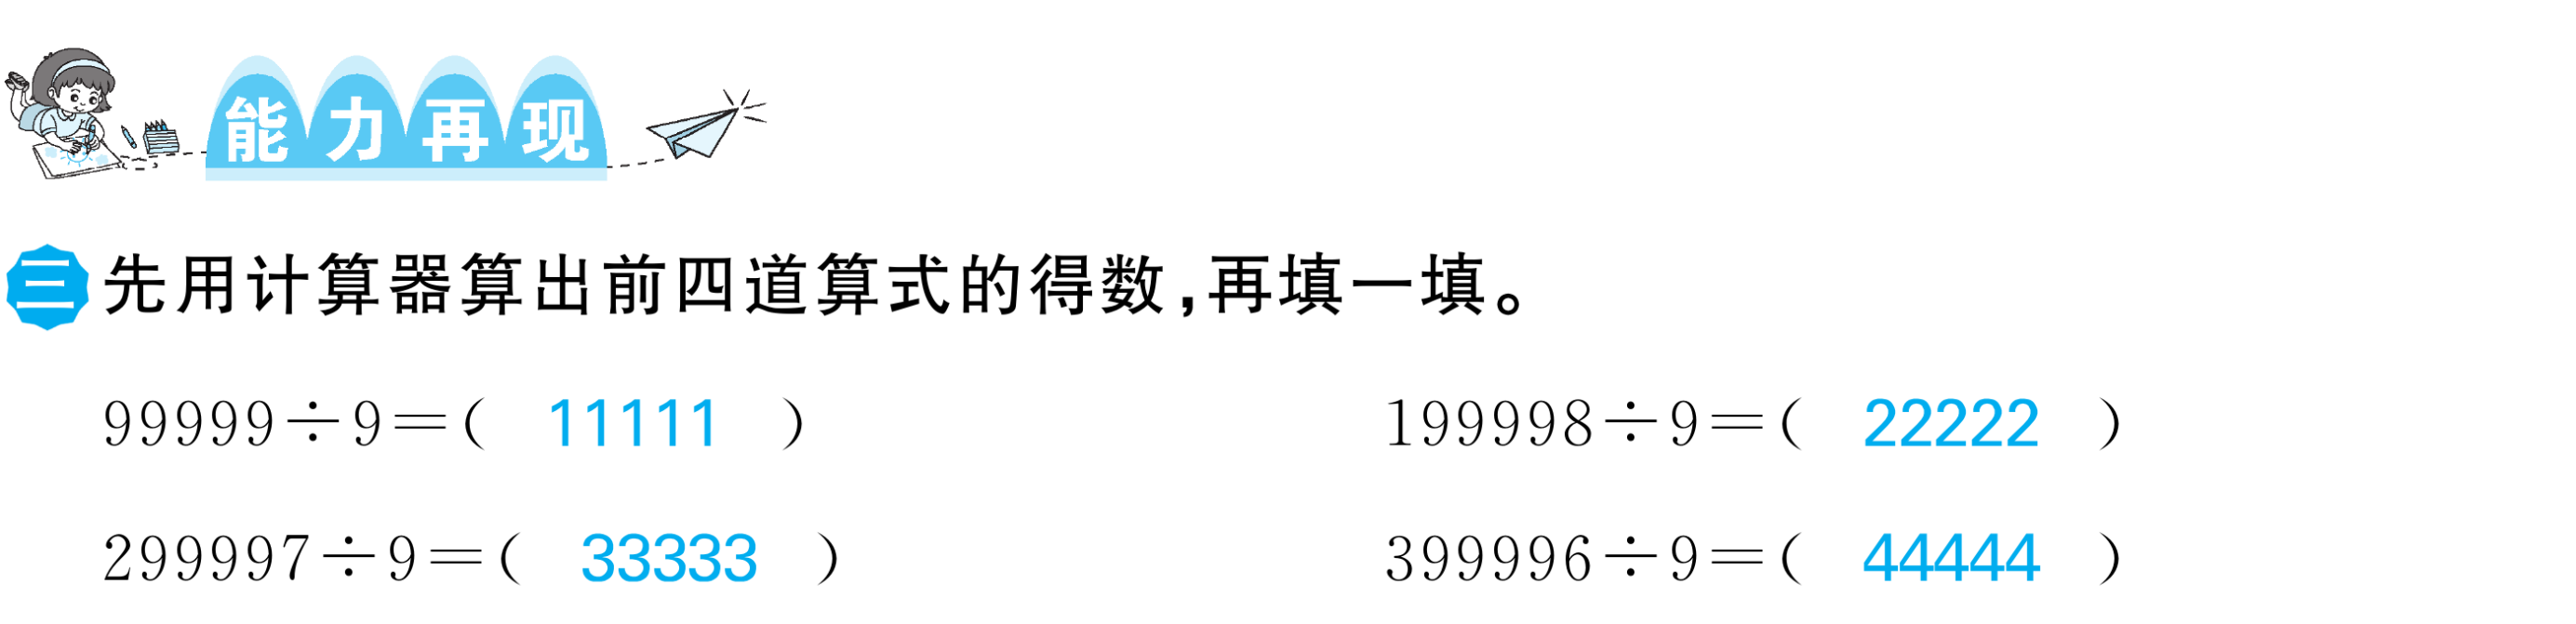 能力再现
三 先用计算器算出前四道算式的得数,再填一填。
99999÷9=( 11111 ) 199998÷9=( 22222 )
299997÷9=( 33333 ) 399996÷9=( 44444 )